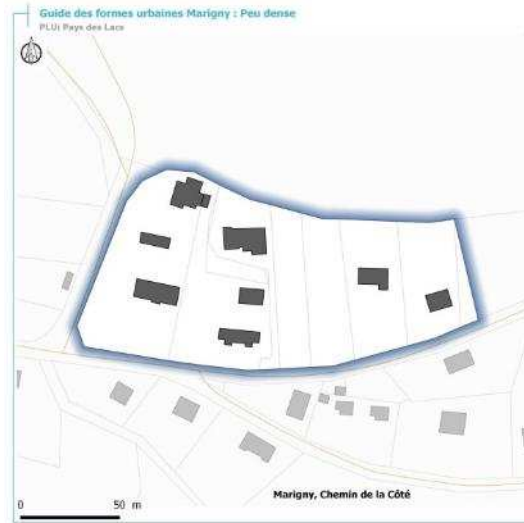 Guide des formes urbaines Marigny : Peu dense
PLUi Pays des Lacs
Marigny, Chemin de la Côté
0 50 m